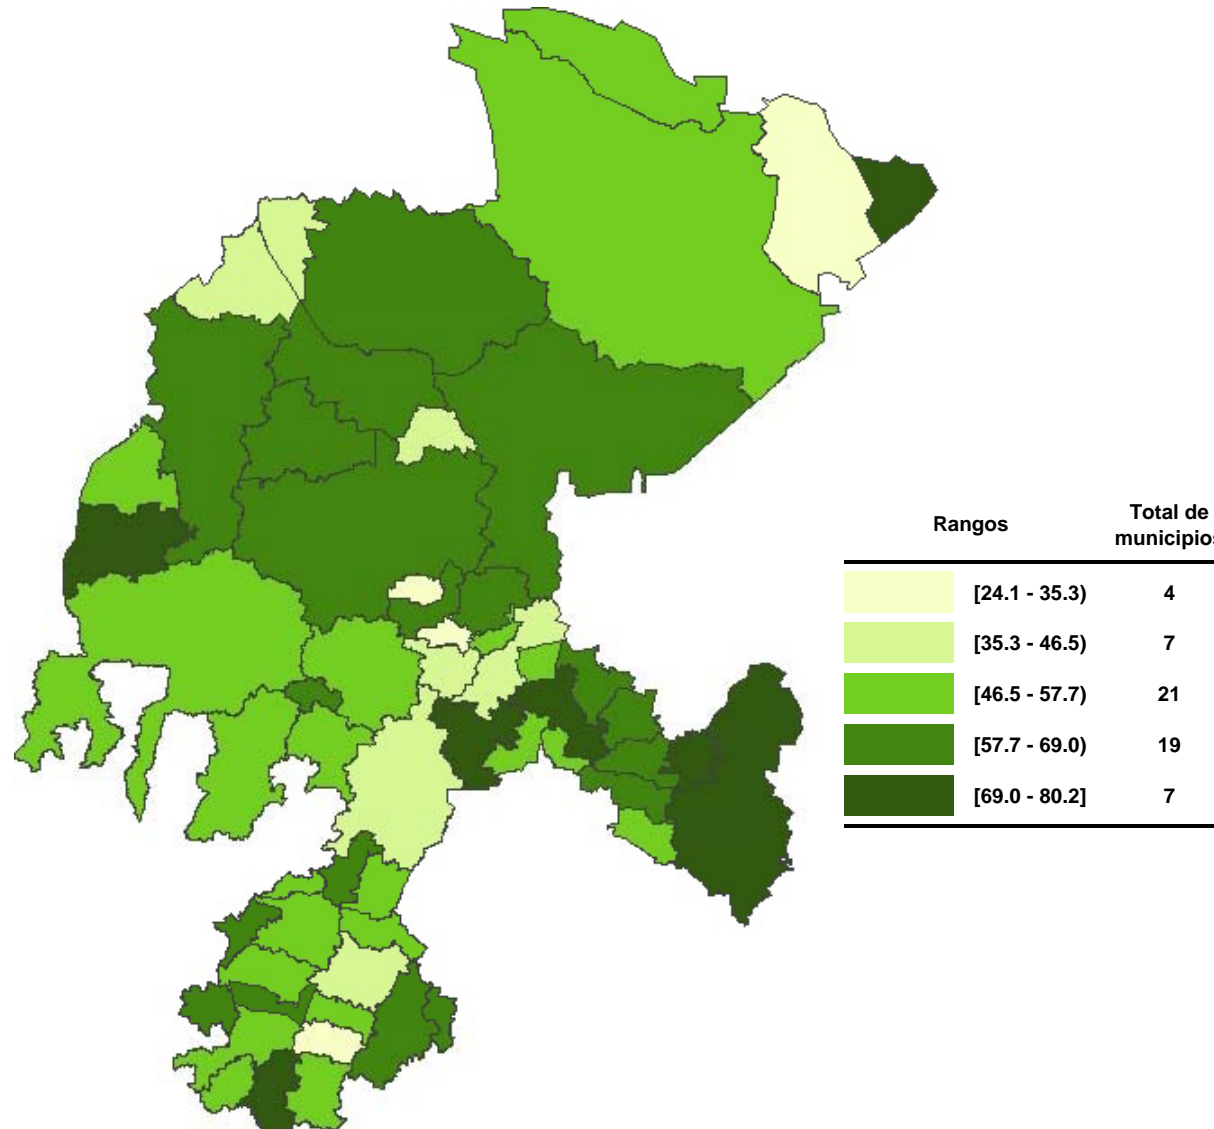 Rangos
Total de
municipios
[24.1 - 35.3) 4
[35.3 - 46.5) 7
[46.5 - 57.7) 21
[57.7 - 69.0) 19
[69.0 - 80.2] 7